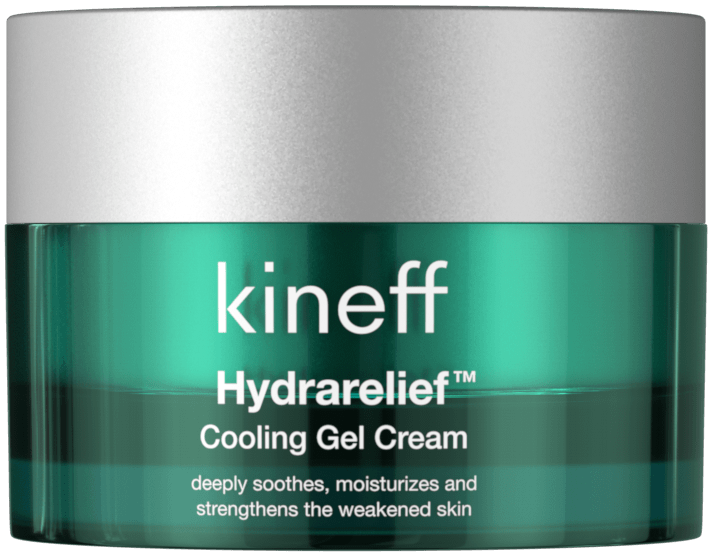 kineff
Hydrarelief™
Cooling Gel Cream
deeply soothes, moisturizes and
strengthens the weakened skin